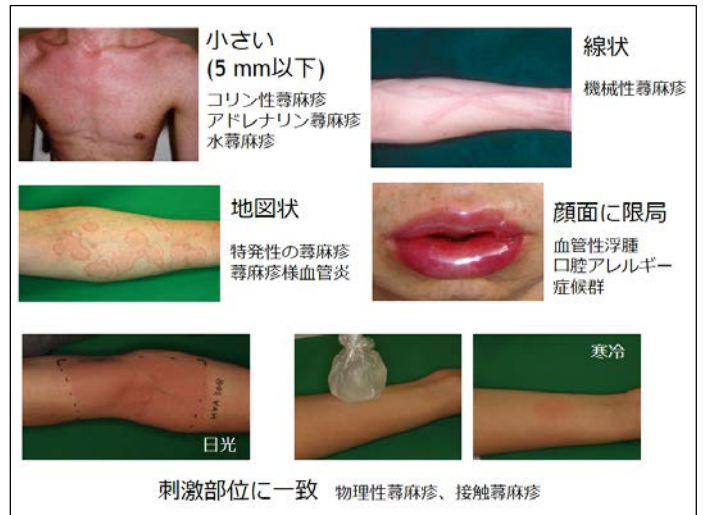 小さい
(5 mm以下)
コリン性蕁麻疹
アドレナリン蕁麻疹
水蕁麻疹
線状
機械性蕁麻疹
地図状
特発性の蕁麻疹
蕁麻疹様血管炎
顔面に限局
血管性浮腫
口腔アレルギー
症候群
日光
寒冷
刺激部位に一致 物理性蕁麻疹、接触蕁麻疹